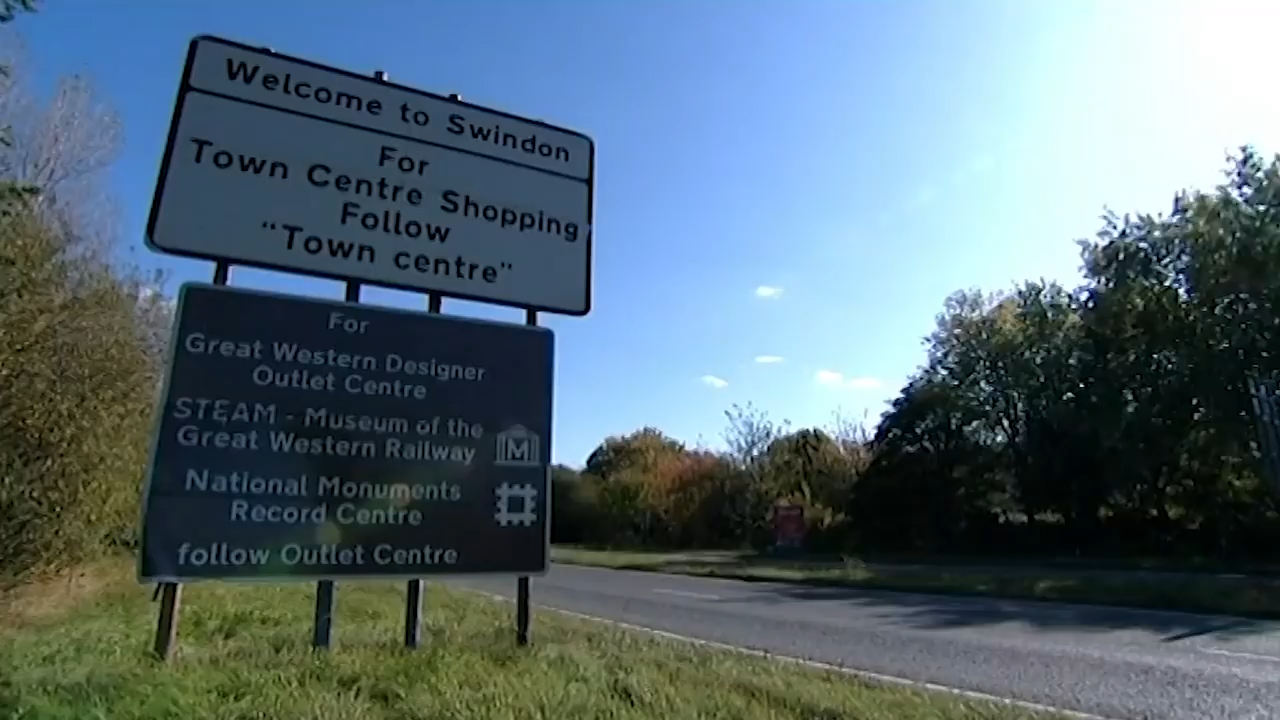 Welcome to Swindon
For
Town Centre Shopping
Follow
"Town centre"
For
Great Western Designer
Outlet Centre
STEAM - Museum of the
Great Western Railway
M
National Monuments
Record Centre
follow Outlet Centre